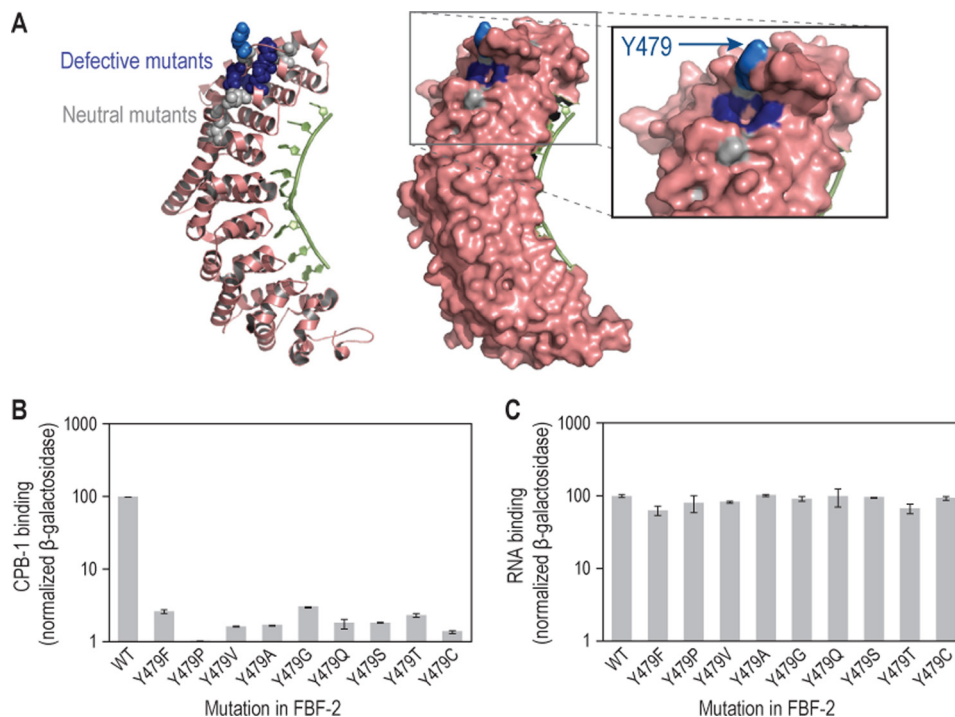 A
Defective mutants
Neutral mutants
Y479
B
CPB-1 binding
(normalized β-galactosidase)
1000
100
10
1
WT
Y479F
Y479P
Y479V
Y479A
Y479G
Y479Q
Y479S
Y479T
Y479C
Mutation in FBF-2
C
RNA binding
(normalized β-galactosidase)
1000
100
10
1
WT
Y479F
Y479P
Y479V
Y479A
Y479G
Y479Q
Y479S
Y479T
Y479C
Mutation in FBF-2